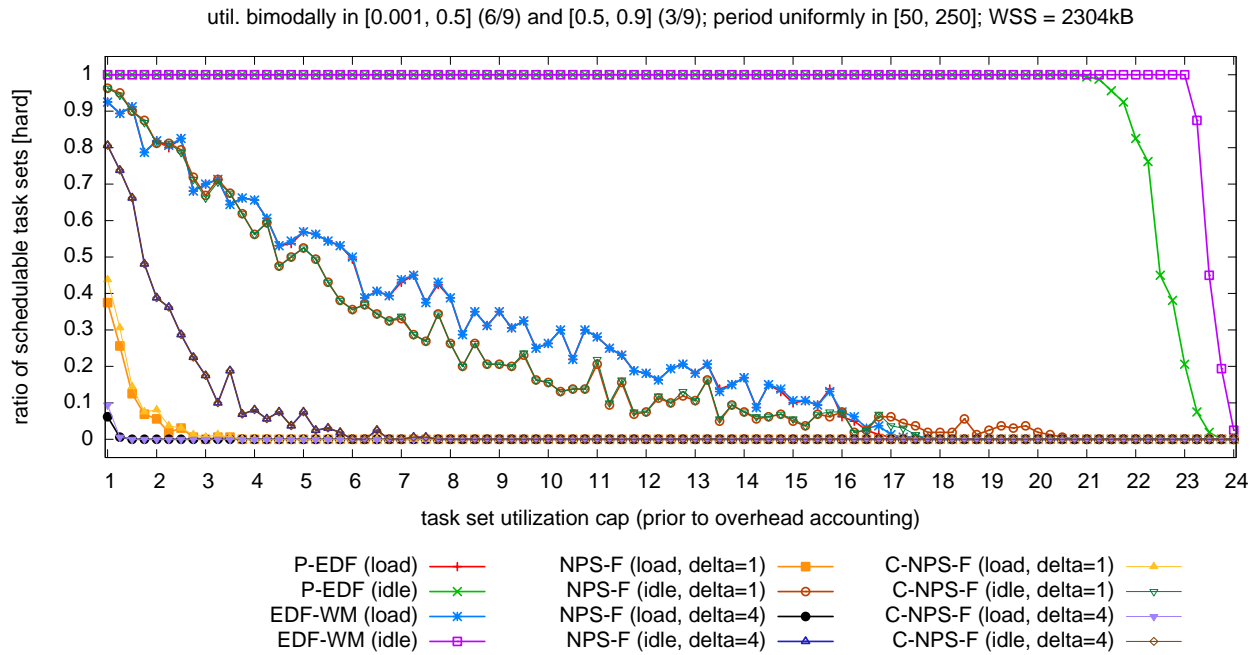 util. bimodally in [0.001, 0.5] (6/9) and [0.5, 0.9] (3/9); period uniformly in [50, 250]; WSS = 2304kB
ratio of schedulable task sets [hard]
1
0.9
0.8
0.7
0.6
0.5
0.4
0.3
0.2
0.1
0
1 2 3 4 5 6 7 8 9 10 11 12 13 14 15 16 17 18 19 20 21 22 23 24
task set utilization cap (prior to overhead accounting)
P-EDF (load) NPS-F (load, delta=1) C-NPS-F (load, delta=1)
P-EDF (idle) NPS-F (idle, delta=1) C-NPS-F (idle, delta=1)
EDF-WM (load) NPS-F (load, delta=4) C-NPS-F (load, delta=4)
EDF-WM (idle) NPS-F (idle, delta=4) C-NPS-F (idle, delta=4)